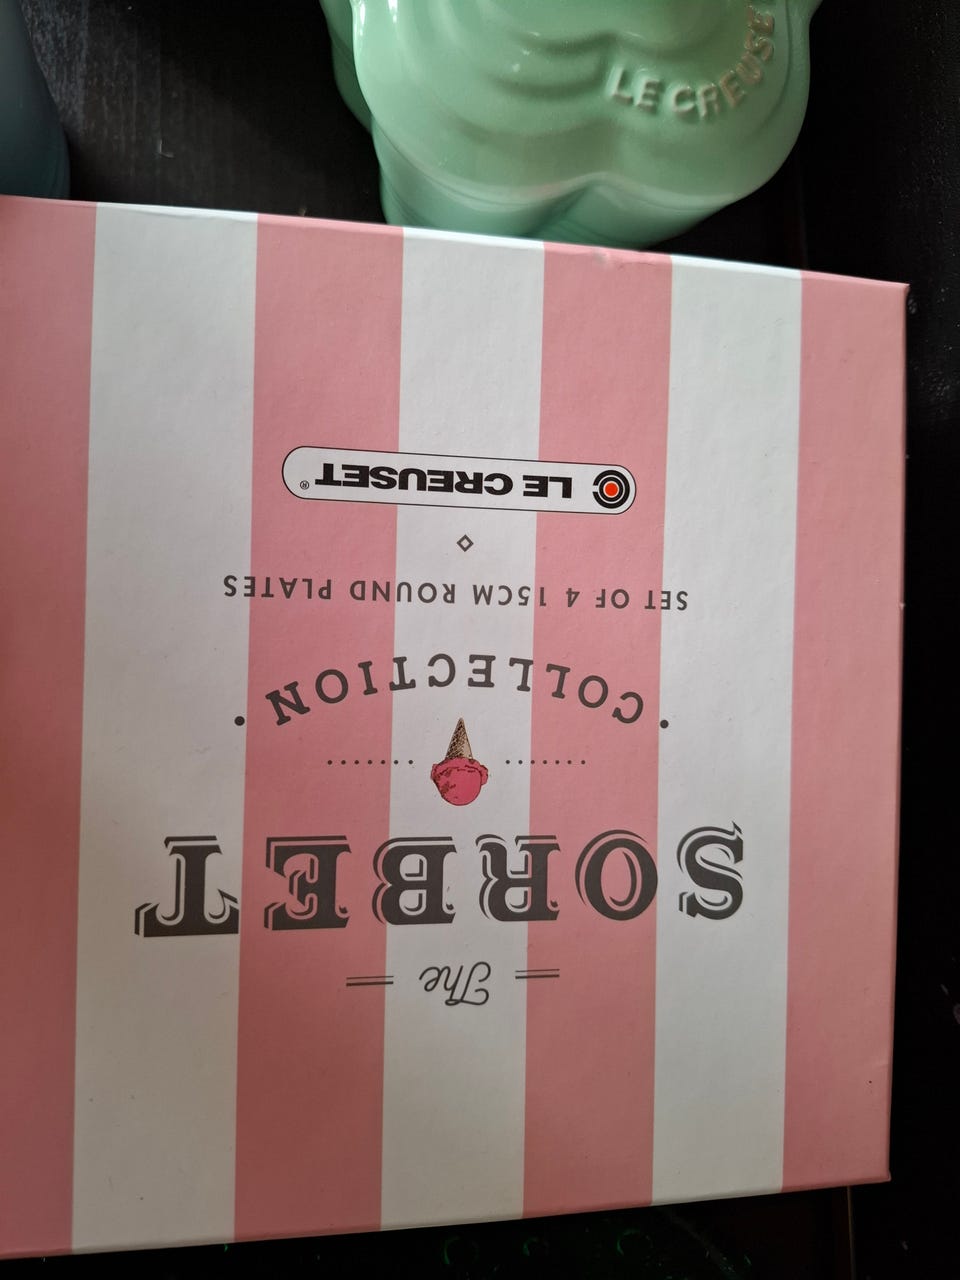 The
SORBET
• COLLECTION •
SET OF 4 15CM ROUND PLATES
LE CREUSET®
LE CREUSET